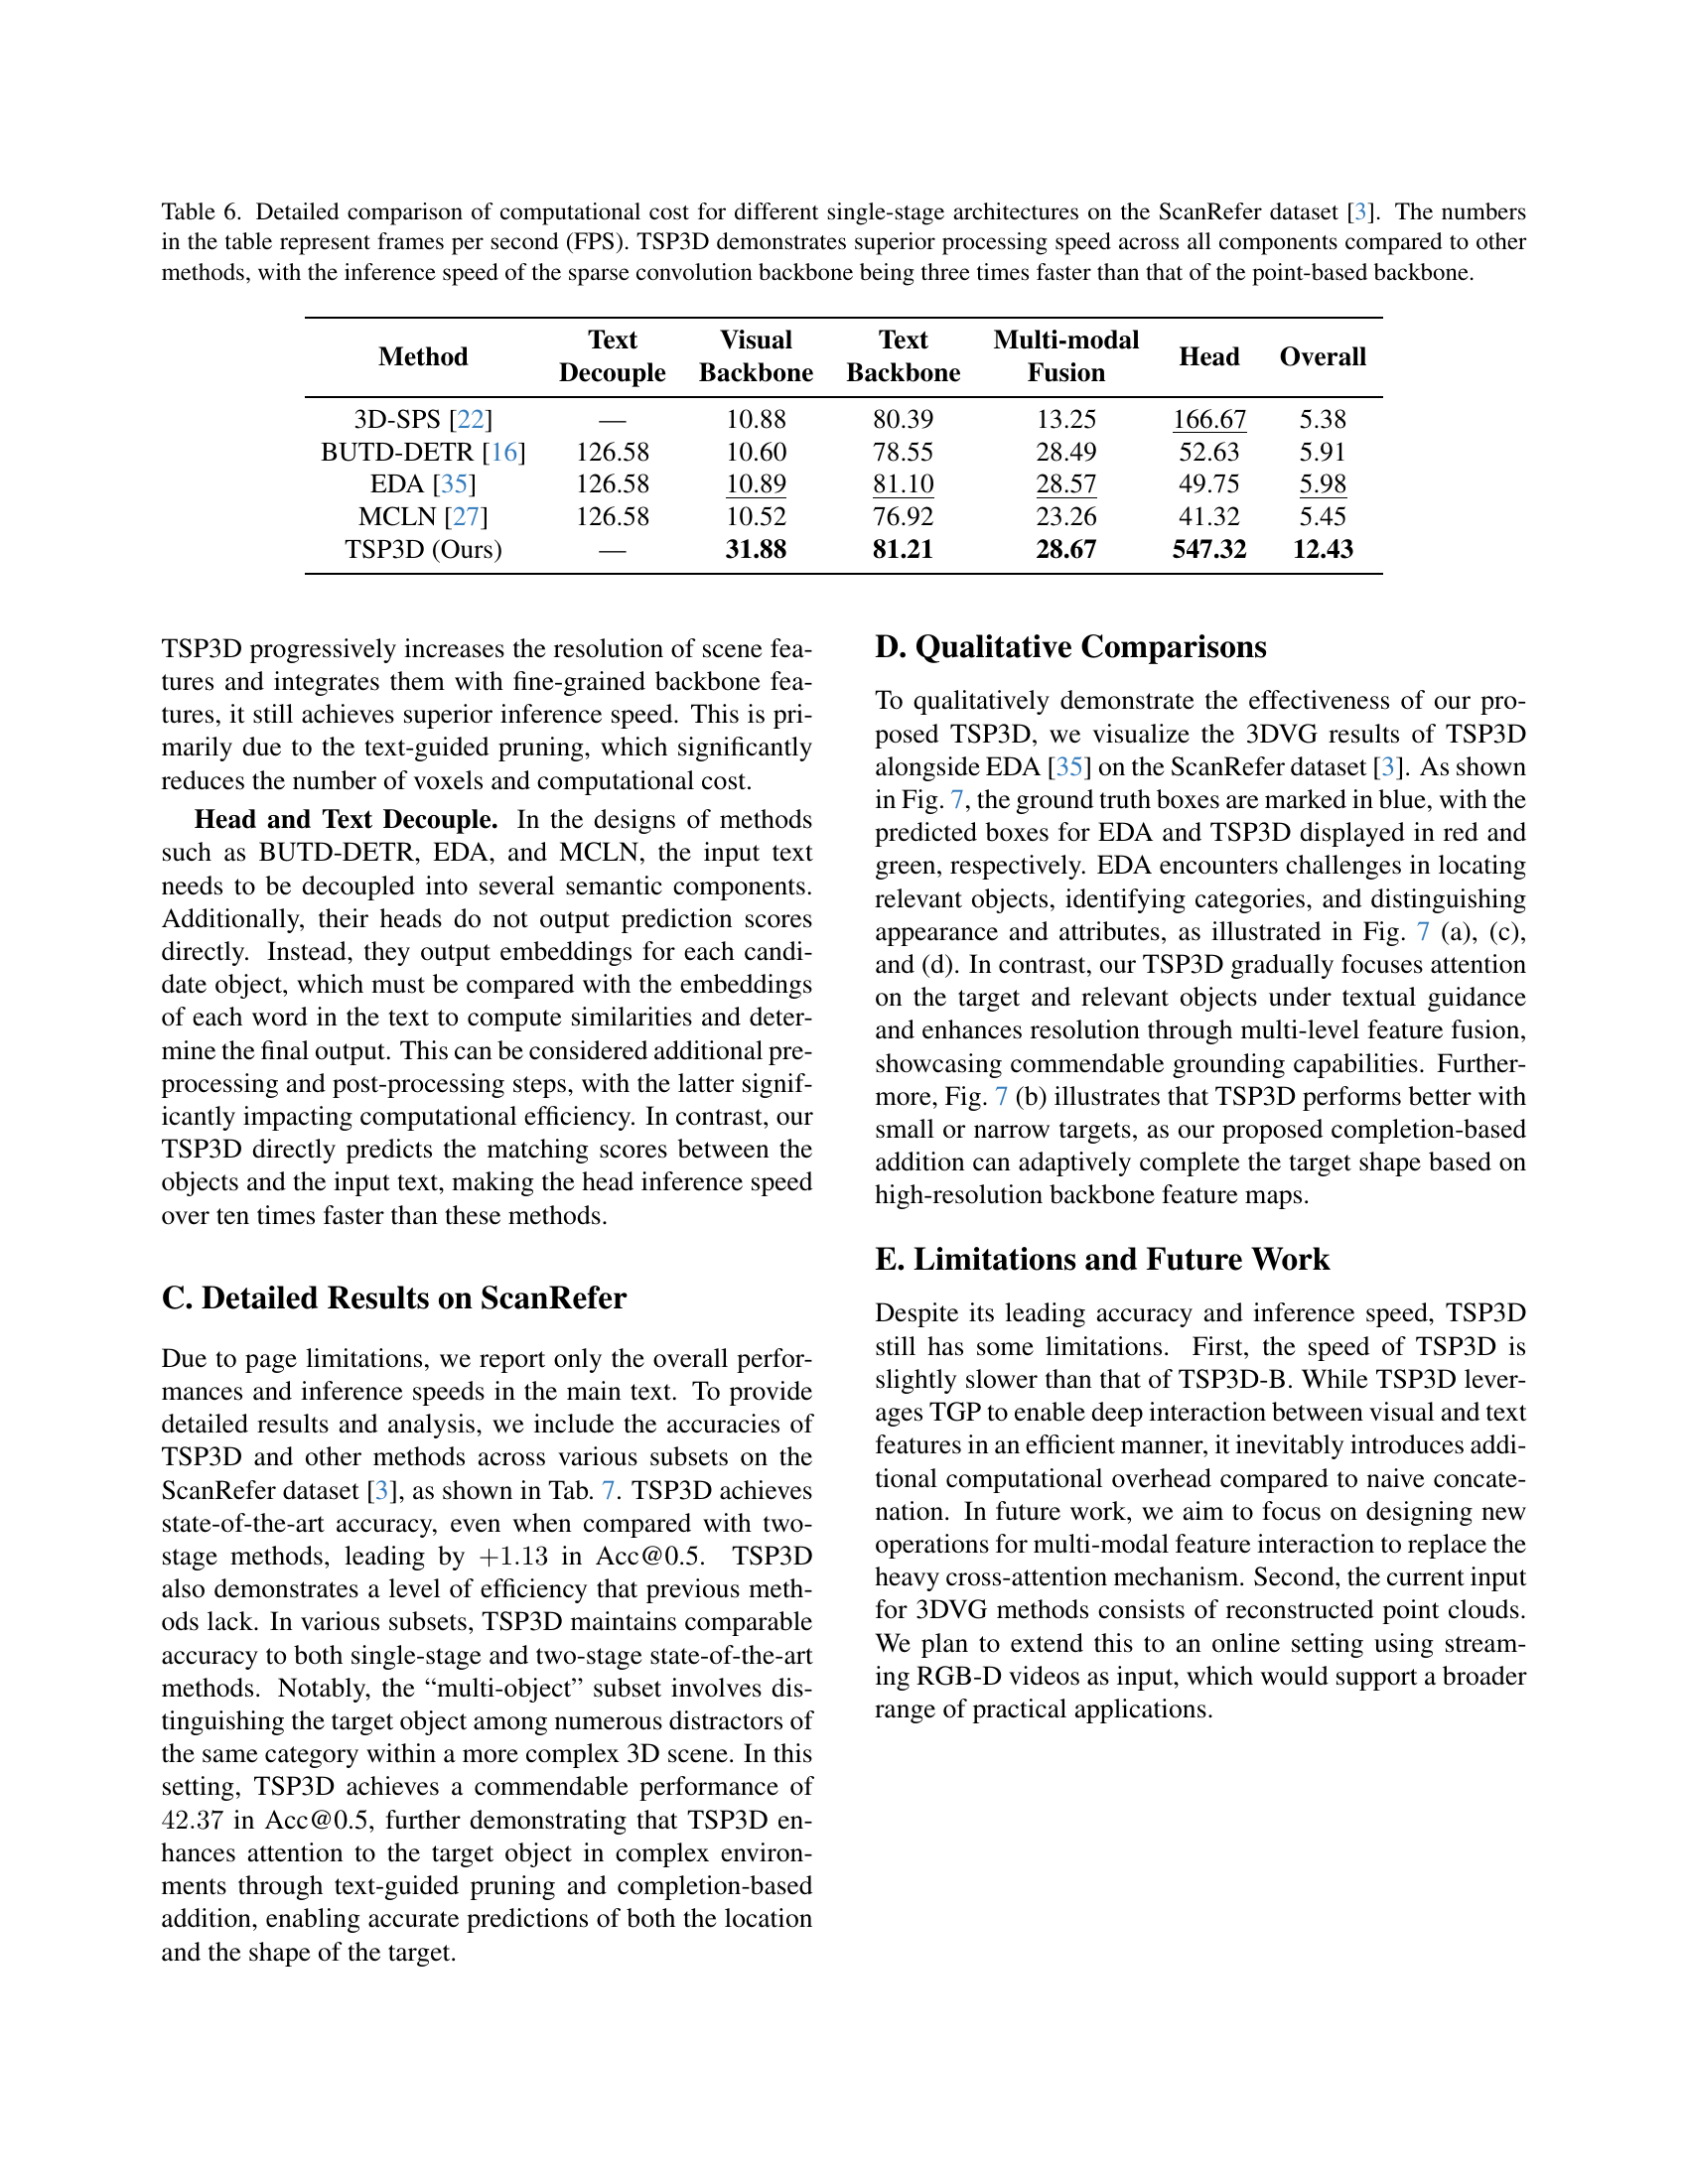 Table 6. Detailed comparison of computational cost for different single-stage architectures on the ScanRefer dataset [3]. The numbers
in the table represent frames per second (FPS). TSP3D demonstrates superior processing speed across all components compared to other
methods, with the inference speed of the sparse convolution backbone being three times faster than that of the point-based backbone.
Method Text Decouple Visual Backbone Text Backbone Multi-modal Fusion Head Overall
3D-SPS [22] — 10.88 80.39 13.25 166.67 5.38
BUTD-DETR [16] 126.58 10.60 78.55 28.49 52.63 5.91
EDA [35] 126.58 10.89 81.10 28.57 49.75 5.98
MCLN [27] 126.58 10.52 76.92 23.26 41.32 5.45
TSP3D (Ours) — 31.88 81.21 28.67 547.32 12.43
TSP3D progressively increases the resolution of scene fea-
tures and integrates them with fine-grained backbone fea-
tures, it still achieves superior inference speed. This is pri-
marily due to the text-guided pruning, which significantly
reduces the number of voxels and computational cost.
Head and Text Decouple. In the designs of methods
such as BUTD-DETR, EDA, and MCLN, the input text
needs to be decoupled into several semantic components.
Additionally, their heads do not output prediction scores
directly. Instead, they output embeddings for each candi-
date object, which must be compared with the embeddings
of each word in the text to compute similarities and deter-
mine the final output. This can be considered additional pre-
processing and post-processing steps, with the latter signif-
icantly impacting computational efficiency. In contrast, our
TSP3D directly predicts the matching scores between the
objects and the input text, making the head inference speed
over ten times faster than these methods.
C. Detailed Results on ScanRefer
Due to page limitations, we report only the overall perfor-
mances and inference speeds in the main text. To provide
detailed results and analysis, we include the accuracies of
TSP3D and other methods across various subsets on the
ScanRefer dataset [3], as shown in Tab. 7. TSP3D achieves
state-of-the-art accuracy, even when compared with two-
stage methods, leading by +1.13 in Acc@0.5. TSP3D
also demonstrates a level of efficiency that previous meth-
ods lack. In various subsets, TSP3D maintains comparable
accuracy to both single-stage and two-stage state-of-the-art
methods. Notably, the “multi-object” subset involves dis-
tinguishing the target object among numerous distractors of
the same category within a more complex 3D scene. In this
setting, TSP3D achieves a commendable performance of
42.37 in Acc@0.5, further demonstrating that TSP3D en-
hances attention to the target object in complex environ-
ments through text-guided pruning and completion-based
addition, enabling accurate predictions of both the location
and the shape of the target.
D. Qualitative Comparisons
To qualitatively demonstrate the effectiveness of our pro-
posed TSP3D, we visualize the 3DVG results of TSP3D
alongside EDA [35] on the ScanRefer dataset [3]. As shown
in Fig. 7, the ground truth boxes are marked in blue, with the
predicted boxes for EDA and TSP3D displayed in red and
green, respectively. EDA encounters challenges in locating
relevant objects, identifying categories, and distinguishing
appearance and attributes, as illustrated in Fig. 7 (a), (c),
and (d). In contrast, our TSP3D gradually focuses attention
on the target and relevant objects under textual guidance
and enhances resolution through multi-level feature fusion,
showcasing commendable grounding capabilities. Further-
more, Fig. 7 (b) illustrates that TSP3D performs better with
small or narrow targets, as our proposed completion-based
addition can adaptively complete the target shape based on
high-resolution backbone feature maps.
E. Limitations and Future Work
Despite its leading accuracy and inference speed, TSP3D
still has some limitations. First, the speed of TSP3D is
slightly slower than that of TSP3D-B. While TSP3D lever-
ages TGP to enable deep interaction between visual and text
features in an efficient manner, it inevitably introduces addi-
tional computational overhead compared to naive concate-
nation. In future work, we aim to focus on designing new
operations for multi-modal feature interaction to replace the
heavy cross-attention mechanism. Second, the current input
for 3DVG methods consists of reconstructed point clouds.
We plan to extend this to an online setting using stream-
ing RGB-D videos as input, which would support a broader
range of practical applications.